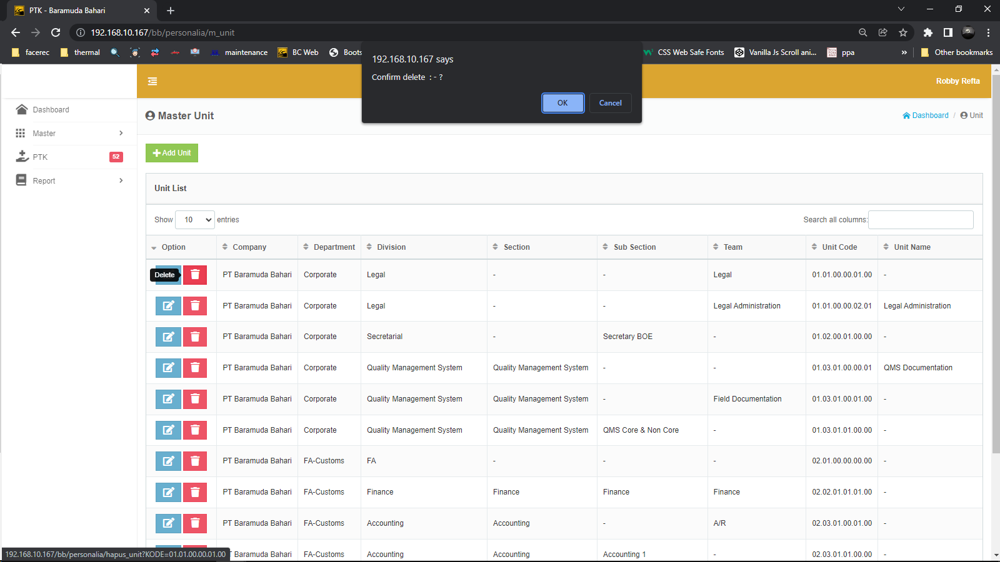 PTK - Baramuda Bahari
192.168.10.167/bb/personalia/m_unit
facerec
thermal
maintenance
BC Web
Boots
CSS Web Safe Fonts
Vanilla Js Scroll ani...
ppa
»
Other bookmarks
192.168.10.167 says
Confirm delete : - ?
OK
Cancel
Robby Refta
Dashboard
Master
PTK
52
Report
Master Unit
Dashboard / Unit
Add Unit
Unit List
Show 10 entries
Search all columns:
Option Company Department Division Section Sub Section Team Unit Code Unit Name
Delete PT Baramuda Bahari Corporate Legal - - Legal 01.01.00.00.01.00 -
PT Baramuda Bahari Corporate Legal - - Legal Administration 01.01.00.00.02.01 Legal Administration
PT Baramuda Bahari Corporate Secretarial - Secretary BOE - 01.02.00.01.00.00 -
PT Baramuda Bahari Corporate Quality Management System Quality Management System - - 01.03.01.00.00.01 QMS Documentation
PT Baramuda Bahari Corporate Quality Management System Quality Management System - Field Documentation 01.03.01.00.01.00 -
PT Baramuda Bahari Corporate Quality Management System Quality Management System QMS Core & Non Core - 01.03.01.01.00.00 -
PT Baramuda Bahari FA-Customs FA - - - 02.01.00.00.00.00 -
PT Baramuda Bahari FA-Customs Finance Finance Finance Finance 02.02.01.01.01.00 -
PT Baramuda Bahari FA-Customs Accounting Accounting - A/R 02.03.01.00.01.00 -
PT Baramuda Bahari FA-Customs Accounting Accounting Accounting 1 - 02.03.01.01.00.00 -
192.168.10.167/bb/personalia/hapus_unit?KODE=01.01.00.00.01.00